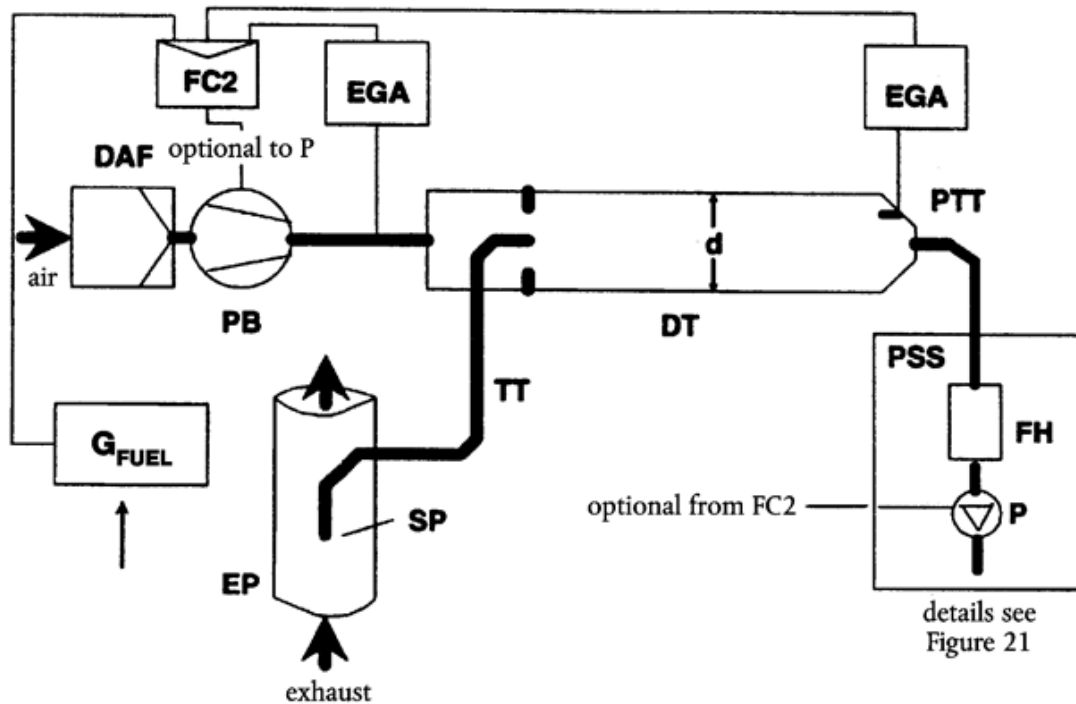 FC2
EGA
EGA
DAF
optional to P
PTT
air
d
PB
DT
PSS
TT
FH
G_FUEL
optional from FC2
P
SP
EP
details see
Figure 21
exhaust